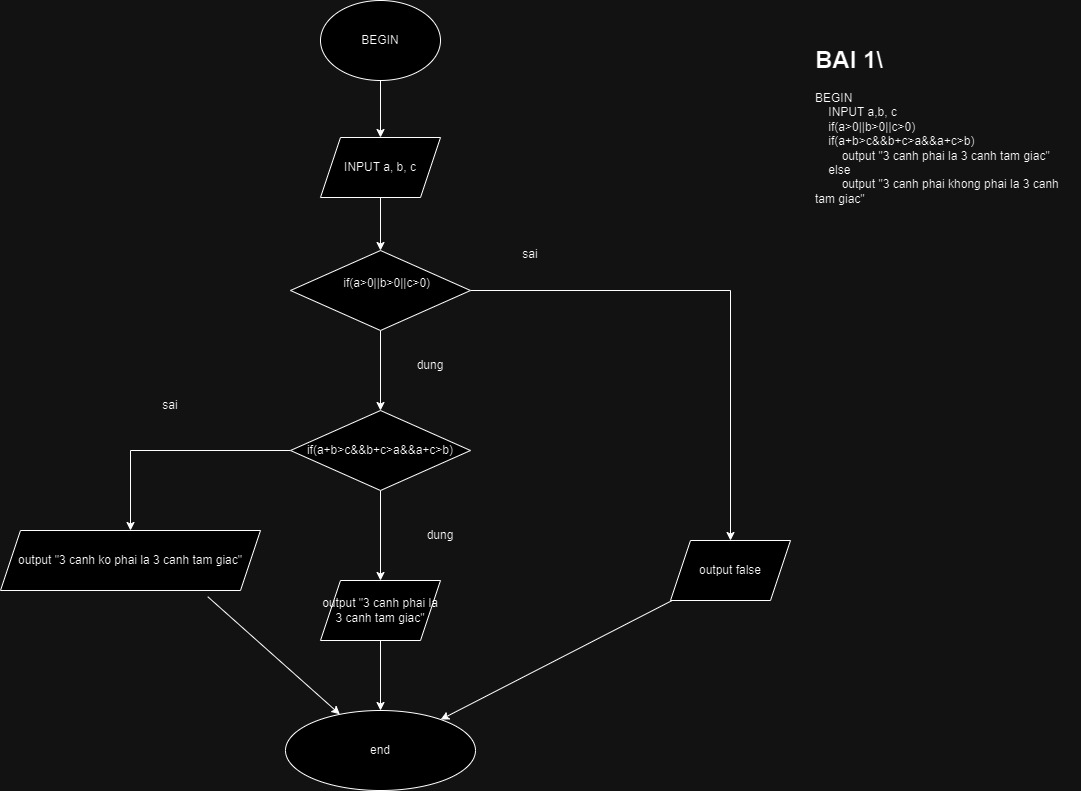 BEGIN
INPUT a, b, c
if(a>0||b>0||c>0)
sai
dung
sai
if(a+b>c&&b+c>a&&a+c>b)
dung
output "3 canh ko phai la 3 canh tam giac"
output "3 canh phai la
3 canh tam giac"
output false
end
BAI 1\
BEGIN
INPUT a,b, c
if(a>0||b>0||c>0)
if(a+b>c&&b+c>a&&a+c>b)
output "3 canh phai la 3 canh tam giac"
else
output "3 canh phai khong phai la 3 canh
tam giac"